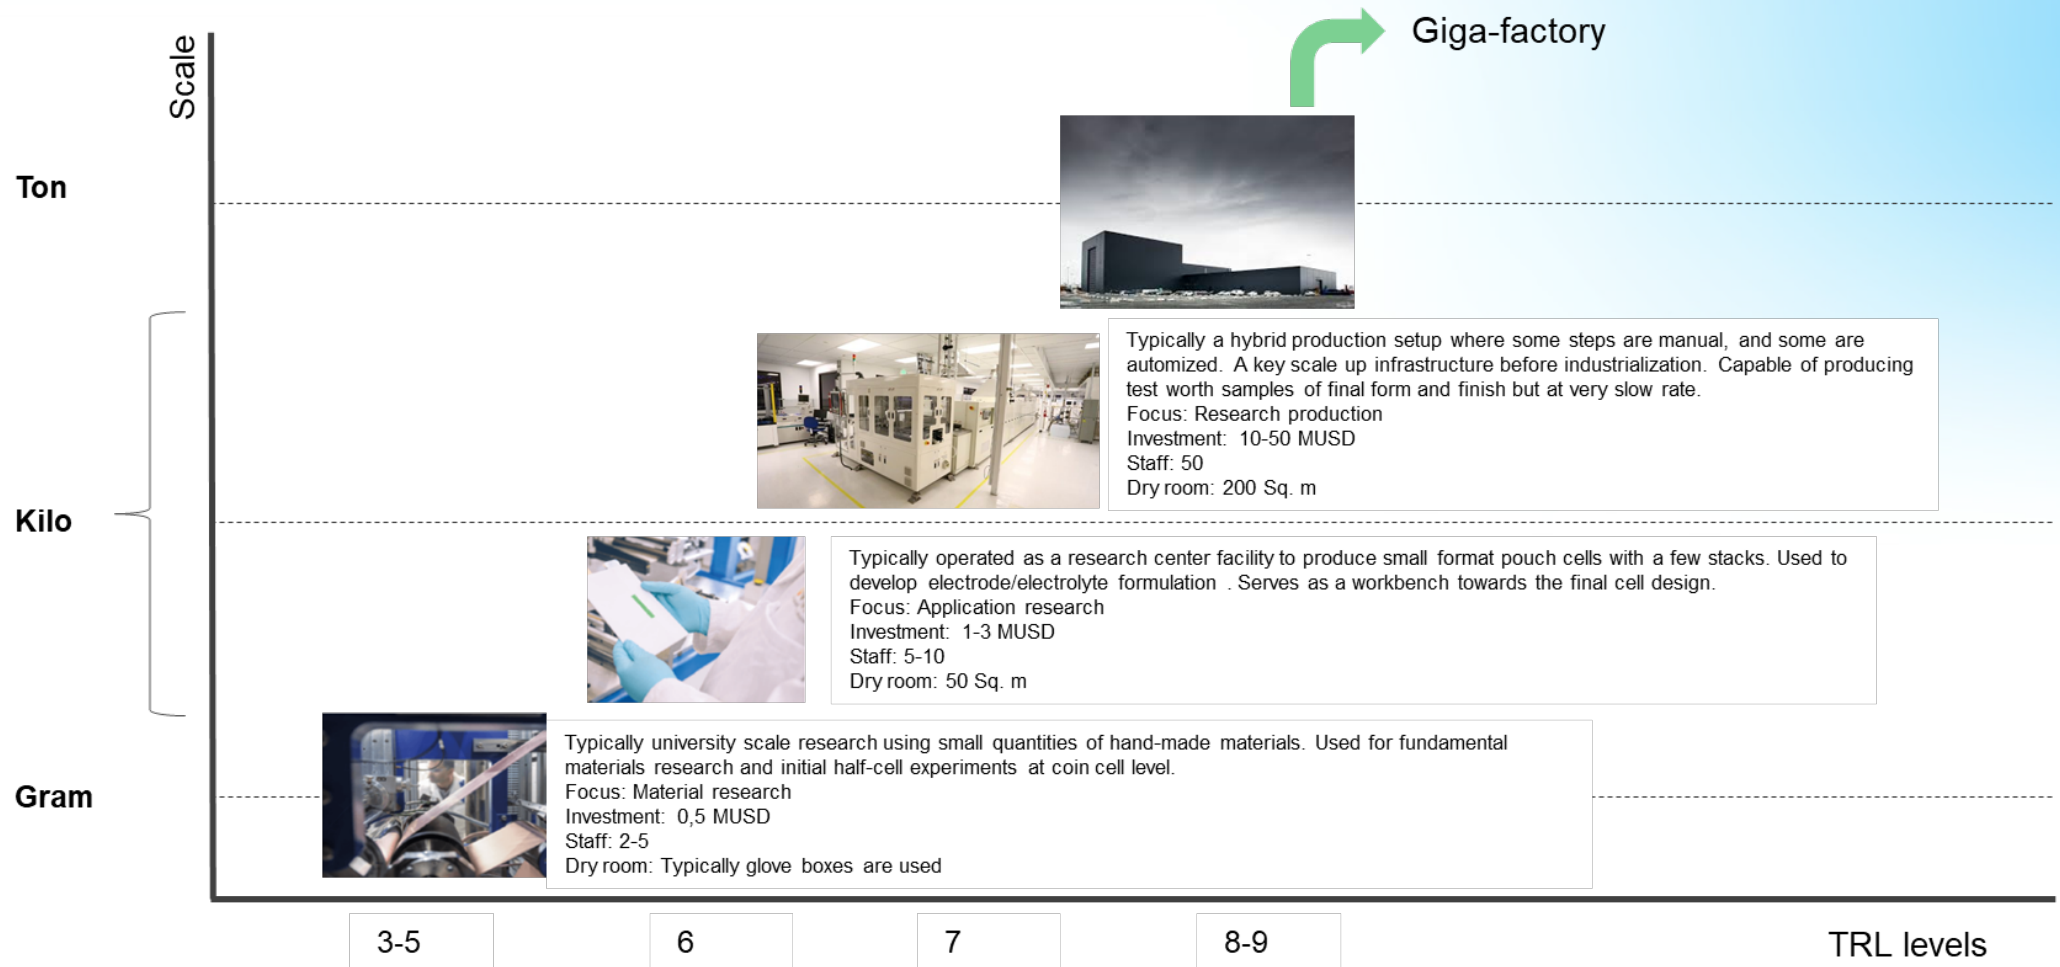 Giga-factory
Scale
Ton
Typically a hybrid production setup where some steps are manual, and some are
automized. A key scale up infrastructure before industrialization. Capable of producing
test worth samples of final form and finish but at very slow rate.
Focus: Research production
Investment: 10-50 MUSD
Staff: 50
Dry room: 200 Sq. m
Kilo
Typically operated as a research center facility to produce small format pouch cells with a few stacks. Used to
develop electrode/electrolyte formulation . Serves as a workbench towards the final cell design.
Focus: Application research
Investment: 1-3 MUSD
Staff: 5-10
Dry room: 50 Sq. m
Typically university scale research using small quantities of hand-made materials. Used for fundamental
materials research and initial half-cell experiments at coin cell level.
Focus: Material research
Investment: 0,5 MUSD
Staff: 2-5
Dry room: Typically glove boxes are used
Gram
3-5
6
7
8-9
TRL levels